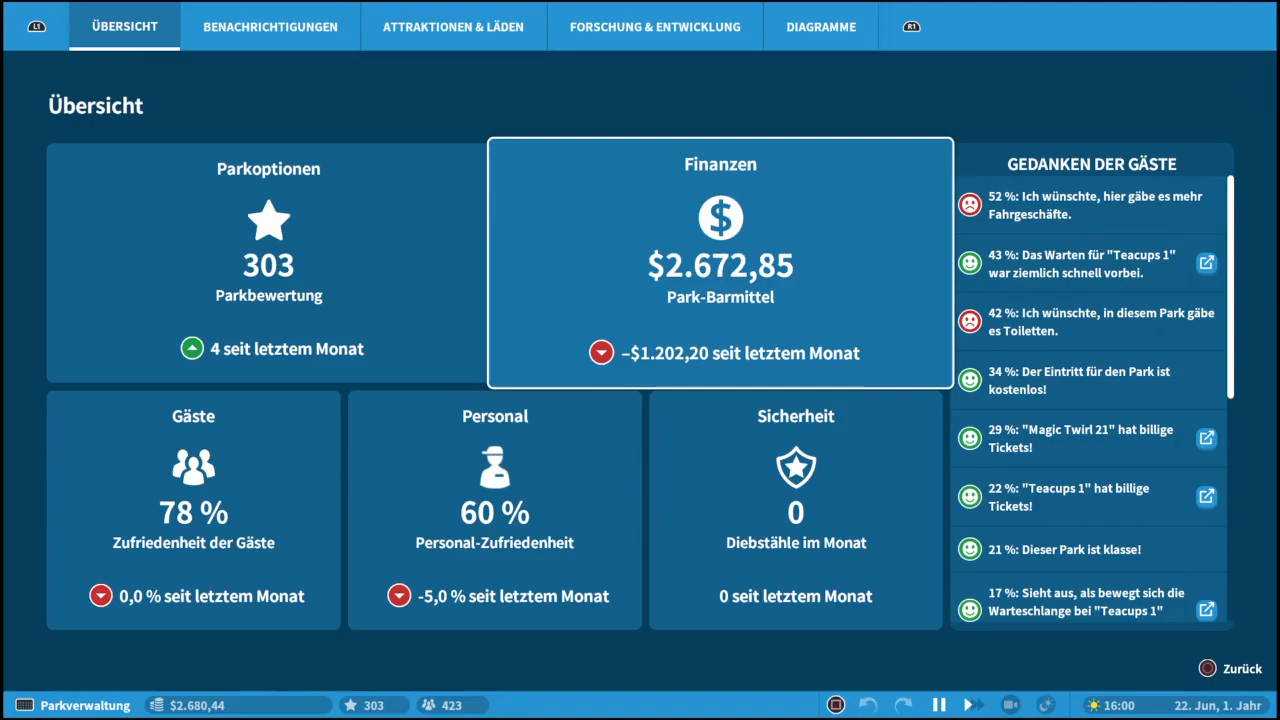 L1
ÜBERSICHT
BENACHRICHTIGUNGEN
ATTRAKTIONEN & LÄDEN
FORSCHUNG & ENTWICKLUNG
DIAGRAMME
R1
Übersicht
Parkoptionen
303
Parkbewertung
4 seit letztem Monat
Finanzen
$
$2.672,85
Park-Barmittel
–$1.202,20 seit letztem Monat
Gäste
78 %
Zufriedenheit der Gäste
0,0 % seit letztem Monat
Personal
60 %
Personal-Zufriedenheit
-5,0 % seit letztem Monat
Sicherheit
0
Diebstähle im Monat
0 seit letztem Monat
GEDANKEN DER GÄSTE
52 %: Ich wünschte, hier gäbe es mehr
Fahrgeschäfte.
43 %: Das Warten für "Teacups 1"
war ziemlich schnell vorbei.
42 %: Ich wünschte, in diesem Park gäbe
es Toiletten.
34 %: Der Eintritt für den Park ist
kostenlos!
29 %: "Magic Twirl 21" hat billige
Tickets!
22 %: "Teacups 1" hat billige
Tickets!
21 %: Dieser Park ist klasse!
17 %: Sieht aus, als bewegt sich die
Warteschlange bei "Teacups 1"
Zurück
Parkverwaltung
$2.680,44
303
423
16:00
22. Jun, 1. Jahr